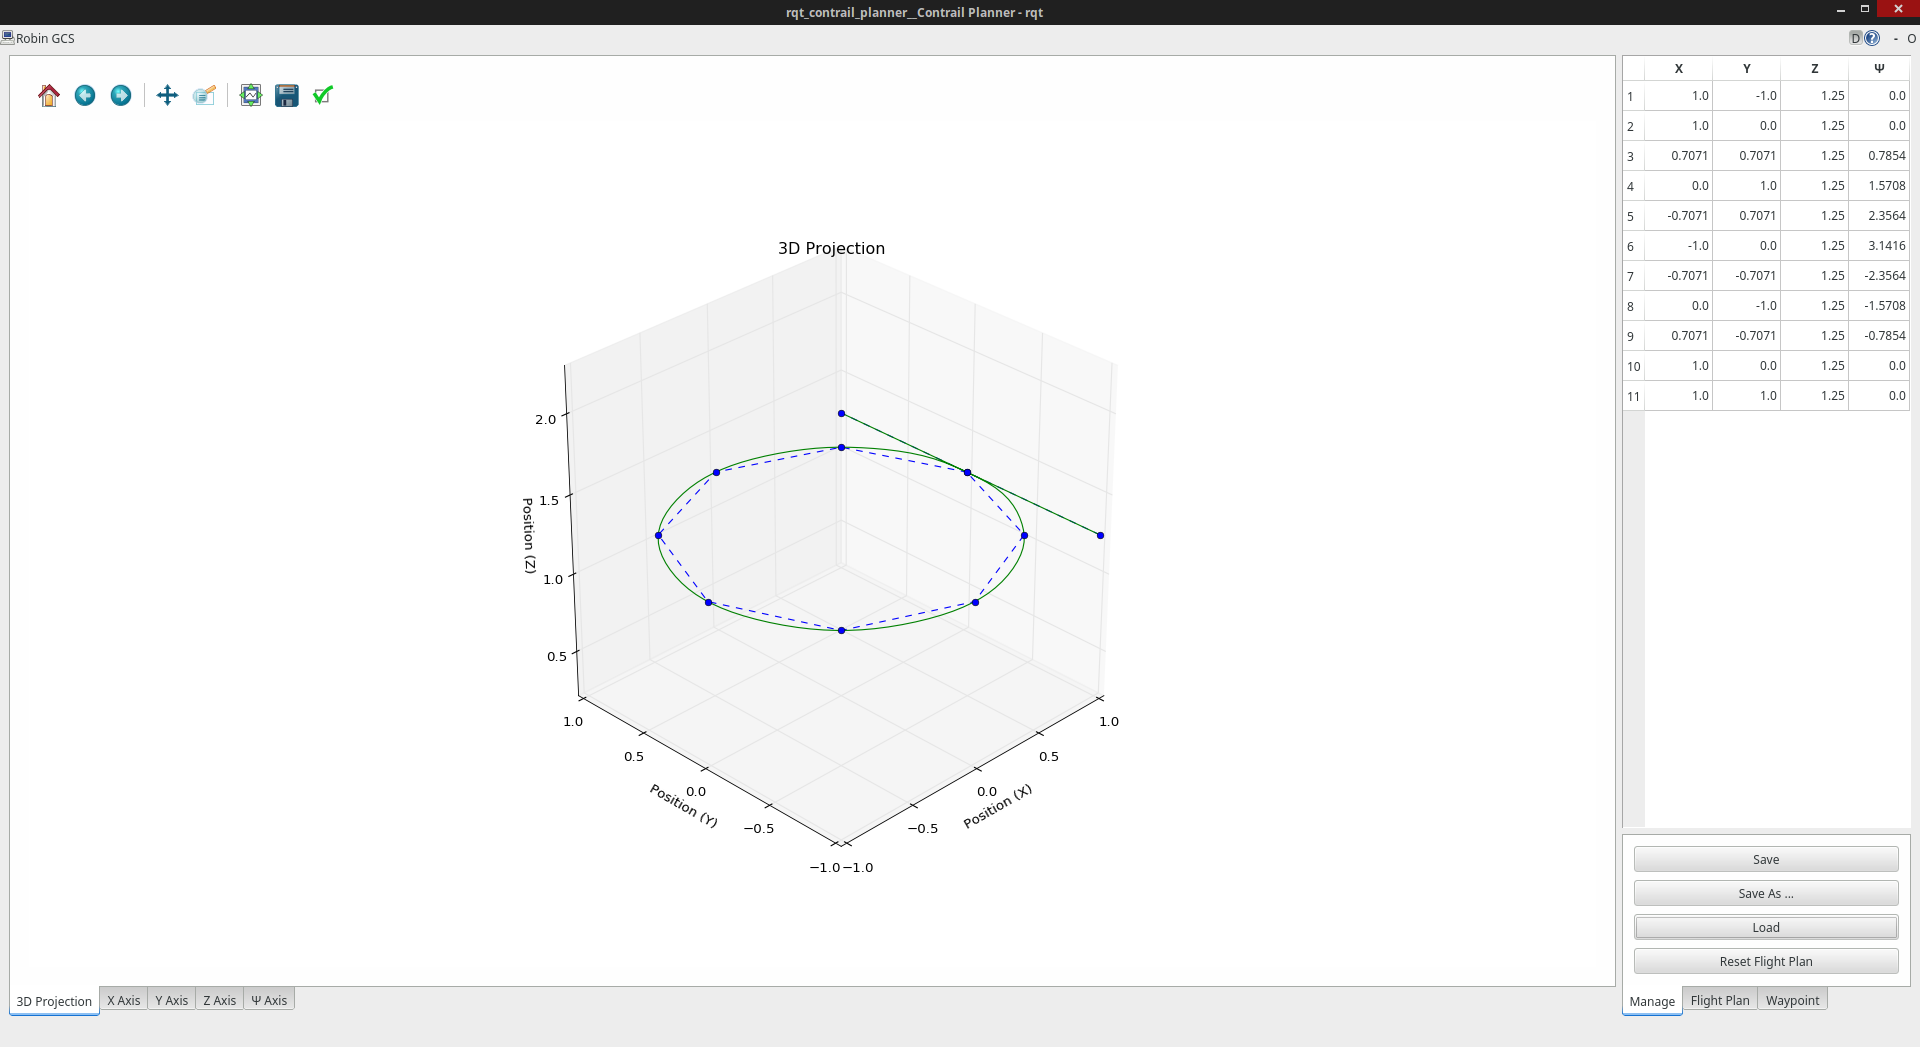 rqt_contrail_planner__Contrail Planner - rqt
Robin GCS
D ? - O
3D Projection
2.0
1.5
1.0
0.5
Position (Z)
1.0
0.5
0.0
−0.5
−1.0
Position (Y)
−1.0
−0.5
0.0
0.5
1.0
Position (X)
X Y Z Ψ
1 1.0 -1.0 1.25 0.0
2 1.0 0.0 1.25 0.0
3 0.7071 0.7071 1.25 0.7854
4 0.0 1.0 1.25 1.5708
5 -0.7071 0.7071 1.25 2.3564
6 -1.0 0.0 1.25 3.1416
7 -0.7071 -0.7071 1.25 -2.3564
8 0.0 -1.0 1.25 -1.5708
9 0.7071 -0.7071 1.25 -0.7854
10 1.0 0.0 1.25 0.0
11 1.0 1.0 1.25 0.0
Save
Save As ...
Load
Reset Flight Plan
3D Projection X Axis Y Axis Z Axis Ψ Axis
Manage Flight Plan Waypoint